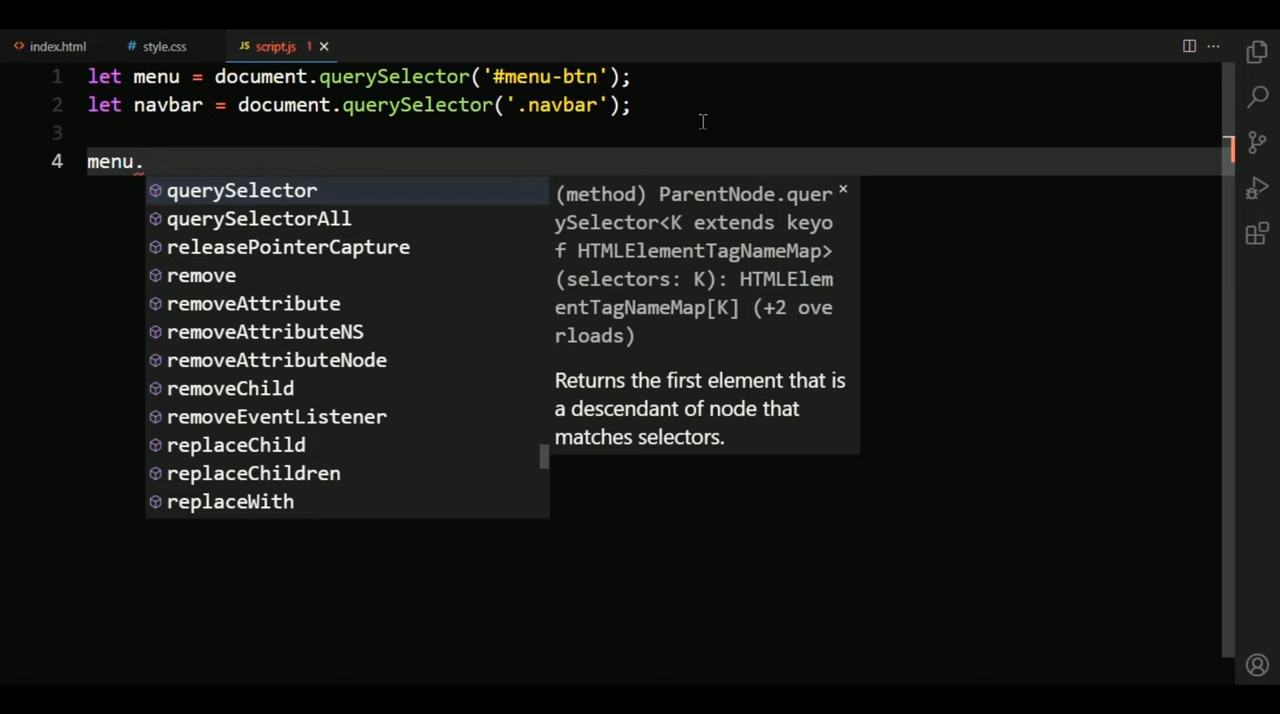 index.html # style.css JS script.js 1
1 let menu = document.querySelector('#menu-btn');
2 let navbar = document.querySelector('.navbar');
3
4 menu.
querySelector
querySelectorAll
releasePointerCapture
remove
removeAttribute
removeAttributeNS
removeAttributeNode
removeChild
removeEventListener
replaceChild
replaceChildren
replaceWith
(method) ParentNode.quer
ySelector<K extends keyo
f HTMLElementTagNameMap>
(selectors: K): HTMLElem
entTagNameMap[K] (+2 ove
rloads)
Returns the first element that is
a descendant of node that
matches selectors.